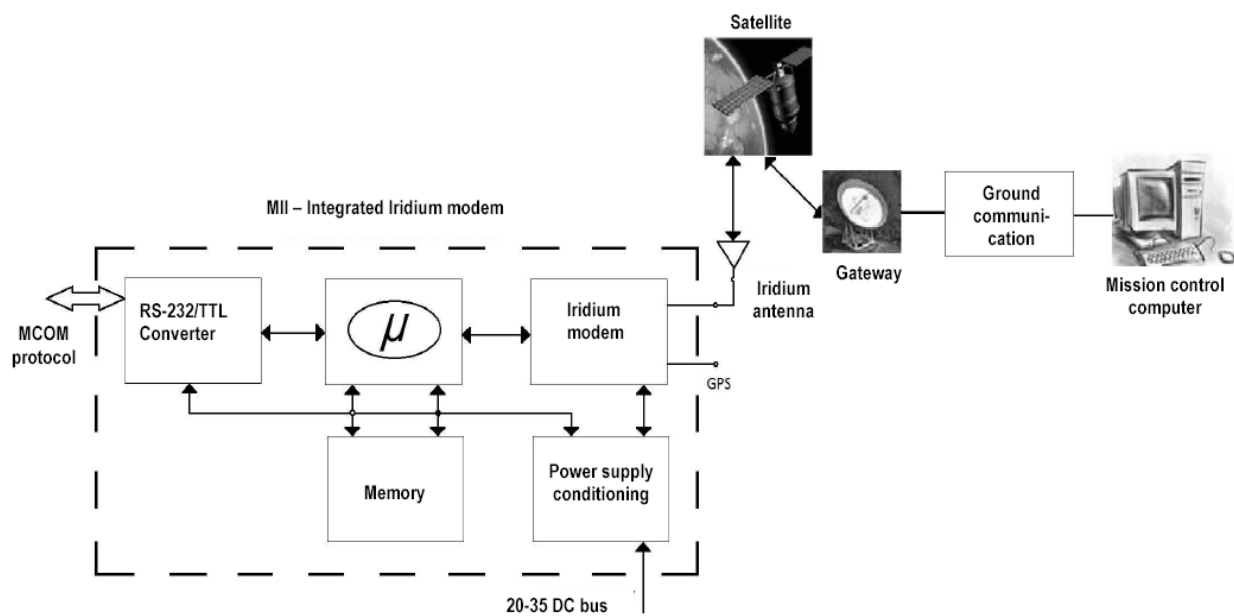 Satellite
MII – Integrated Iridium modem
Ground
communi-
cation
Gateway
Mission control
computer
Iridium
antenna
RS-232/TTL
Converter
μ
Iridium
modem
MCOM
protocol
GPS
Memory
Power supply
conditioning
20-35 DC bus